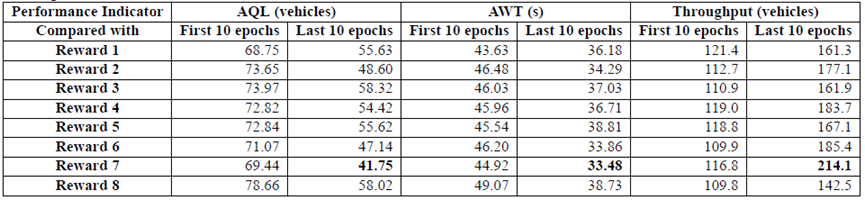 Performance Indicator AQL (vehicles) AWT (s) Throughput (vehicles)
Compared with First 10 epochs Last 10 epochs First 10 epochs Last 10 epochs First 10 epochs Last 10 epochs
Reward 1 68.75 55.63 43.63 36.18 121.4 161.3
Reward 2 73.65 48.60 46.48 34.29 112.7 177.1
Reward 3 73.97 58.32 46.03 37.03 110.9 161.9
Reward 4 72.82 54.42 45.96 36.71 119.0 183.7
Reward 5 72.84 55.62 45.54 38.81 118.8 167.1
Reward 6 71.07 47.14 46.20 33.86 109.9 185.4
Reward 7 69.44 41.75 44.92 33.48 116.8 214.1
Reward 8 78.66 58.02 49.07 38.73 109.8 142.5